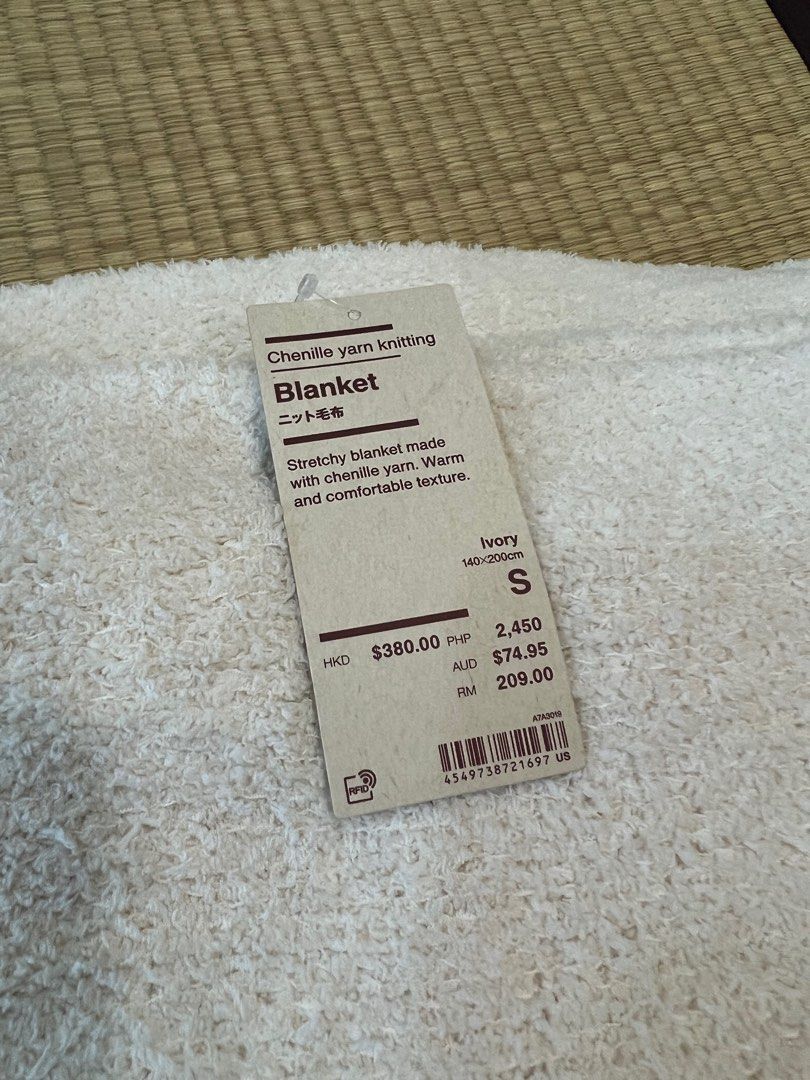 Chenille yarn knitting
Blanket
ニット毛布
Stretchy blanket made
with chenille yarn. Warm
and comfortable texture.
Ivory
140×200cm
S
HKD $380.00 PHP 2,450
AUD $74.95
RM 209.00
A7A3019
4549738721697 US
RFID